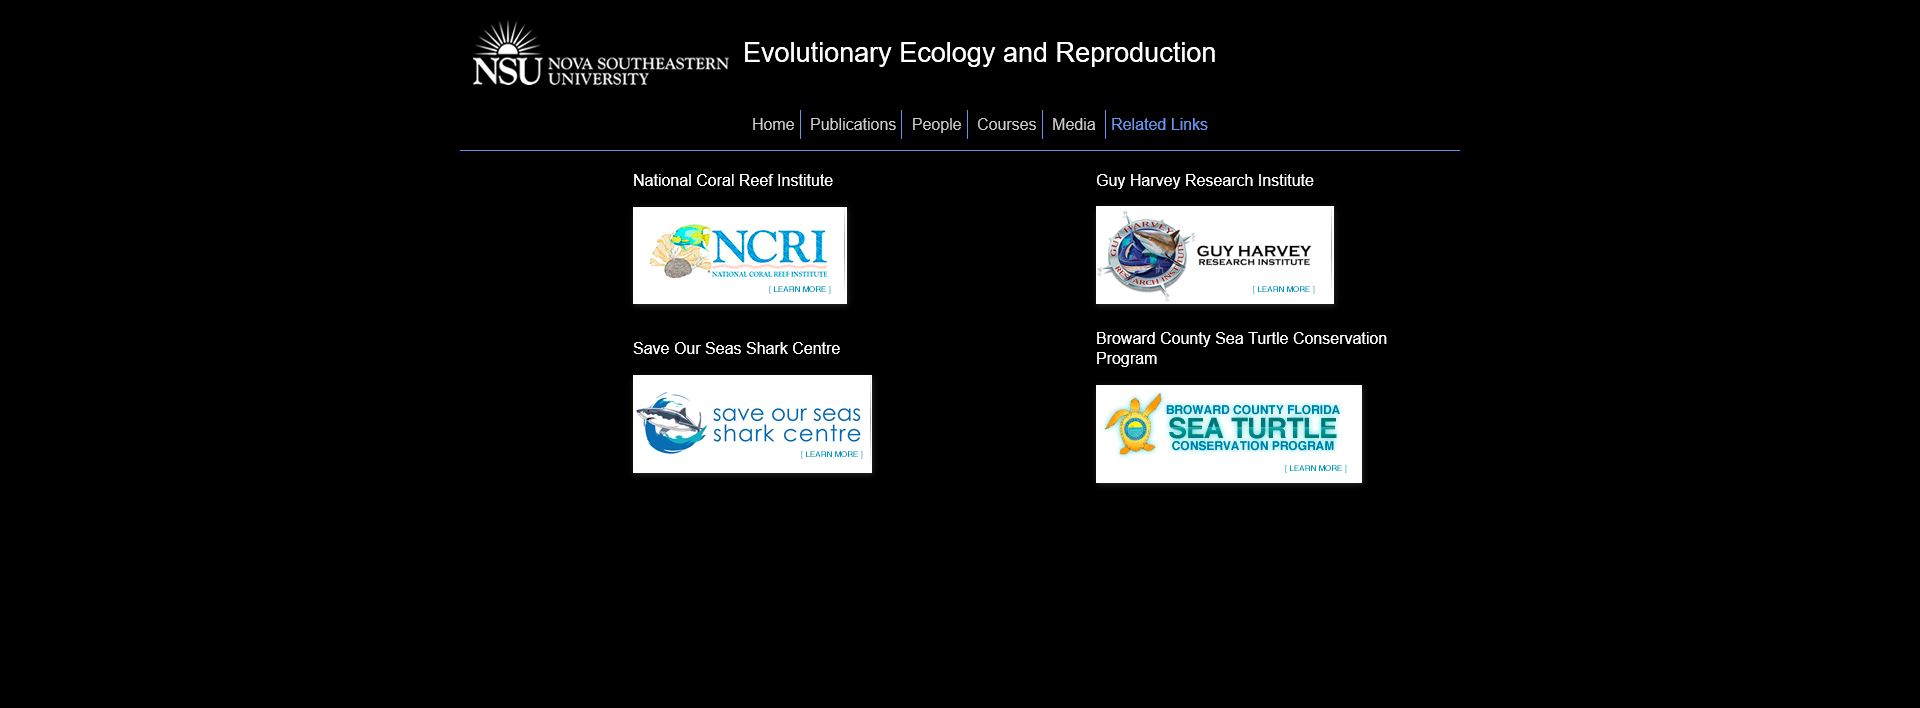 NSU NOVA SOUTHEASTERN
UNIVERSITY
Evolutionary Ecology and Reproduction
Home Publications People Courses Media Related Links
National Coral Reef Institute
NCRI
NATIONAL CORAL REEF INSTITUTE
[ LEARN MORE ]
Guy Harvey Research Institute
GUY HARVEY RESEARCH INSTITUTE
GUY HARVEY
RESEARCH INSTITUTE
[ LEARN MORE ]
Save Our Seas Shark Centre
save our seas
shark centre
[ LEARN MORE ]
Broward County Sea Turtle Conservation
Program
BROWARD COUNTY FLORIDA
SEA TURTLE
CONSERVATION PROGRAM
[ LEARN MORE ]